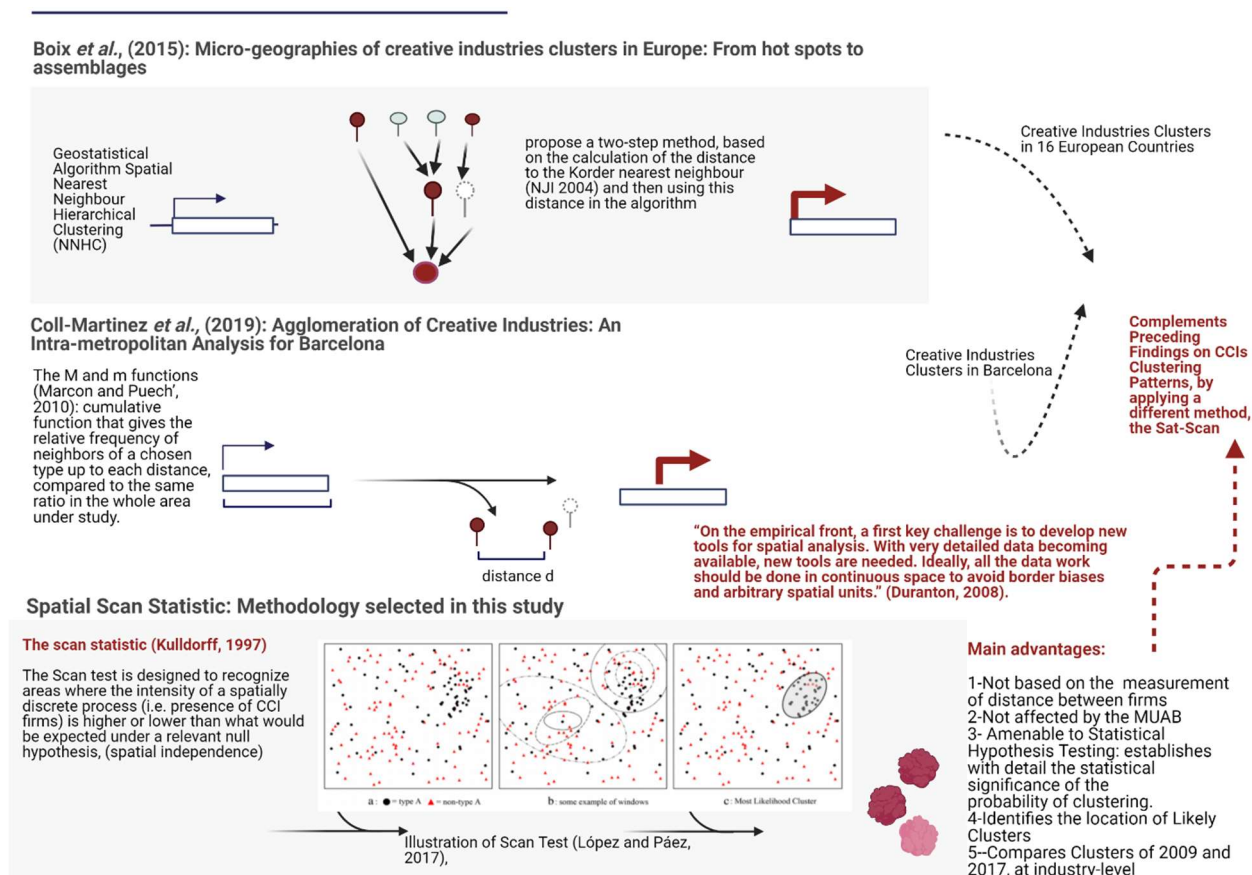 Boix et al., (2015): Micro-geographies of creative industries clusters in Europe: From hot spots to
assemblages
Geostatistical
Algorithm Spatial
Nearest
Neighbour
Hierarchical
Clustering
(NNHC)
propose a two-step method, based
on the calculation of the distance
to the Korder nearest neighbour
(NJI 2004) and then using this
distance in the algorithm
Creative Industries Clusters
in 16 European Countries
Coll-Martinez et al., (2019): Agglomeration of Creative Industries: An
Intra-metropolitan Analysis for Barcelona
The M and m functions
(Marcon and Puech’,
2010): cumulative
function that gives the
relative frequency of
neighbors of a chosen
type up to each distance,
compared to the same
ratio in the whole area
under study.
distance d
Creative Industries
Clusters in Barcelona
Complements
Preceding
Findings on CCIs
Clustering
Patterns, by
applying a
different method,
the Sat-Scan
“On the empirical front, a first key challenge is to develop new
tools for spatial analysis. With very detailed data becoming
available, new tools are needed. Ideally, all the data work
should be done in continuous space to avoid border biases
and arbitrary spatial units.” (Duranton, 2008).
Spatial Scan Statistic: Methodology selected in this study
The scan statistic (Kulldorff, 1997)
The Scan test is designed to recognize
areas where the intensity of a spatially
discrete process (i.e. presence of CCI
firms) is higher or lower than what would
be expected under a relevant null
hypothesis, (spatial independence)
a: = type A = non-type A
b: some example of windows
c: Most Likelihood Cluster
Illustration of Scan Test (López and Páez,
2017),
Main advantages:
1-Not based on the measurement
of distance between firms
2-Not affected by the MUAB
3- Amenable to Statistical
Hypothesis Testing: establishes
with detail the statistical
significance of the
probability of clustering.
4-Identifies the location of Likely
Clusters
5--Compares Clusters of 2009 and
2017, at industry-level